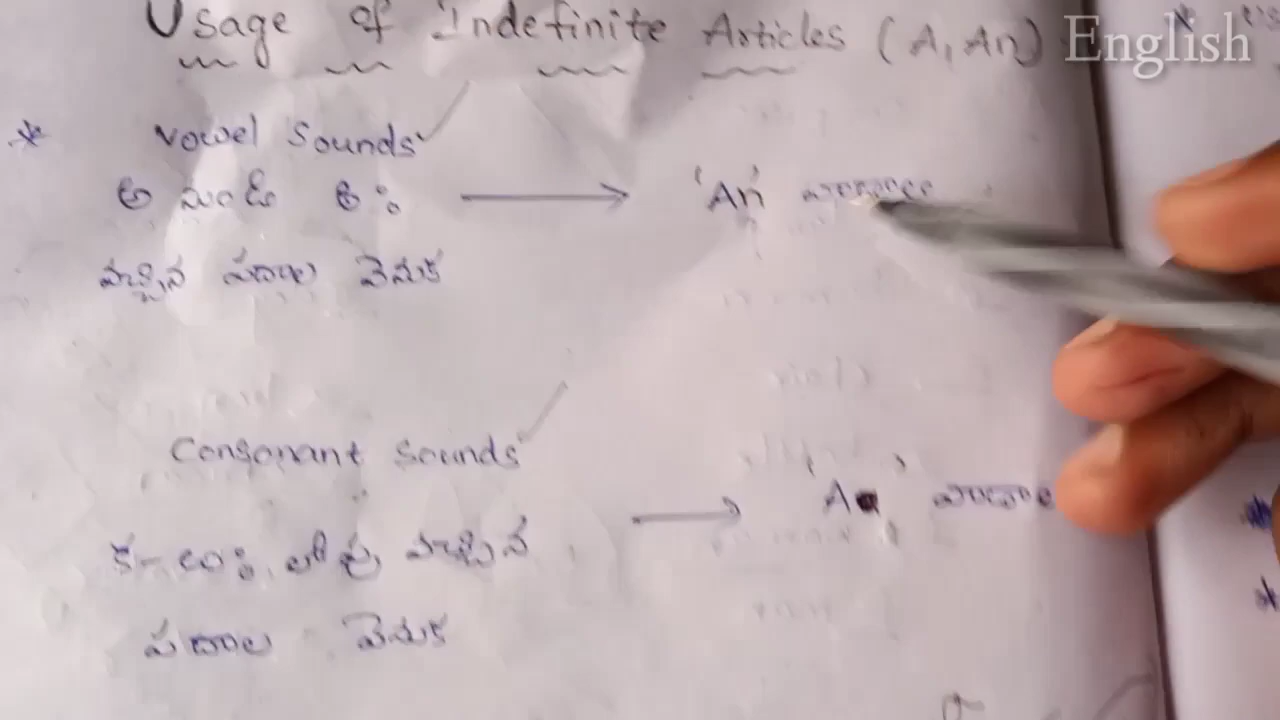 Usage of Indefinite Articles (A, An)
English
* Vowel Sounds
అ నుండి అః → 'An' వాడాలి
వచ్చిన పదాల వెనుక
Consonant Sounds
క- ఱః లోపు వచ్చిన → 'A' వాడాలి
పదాల వెనుక